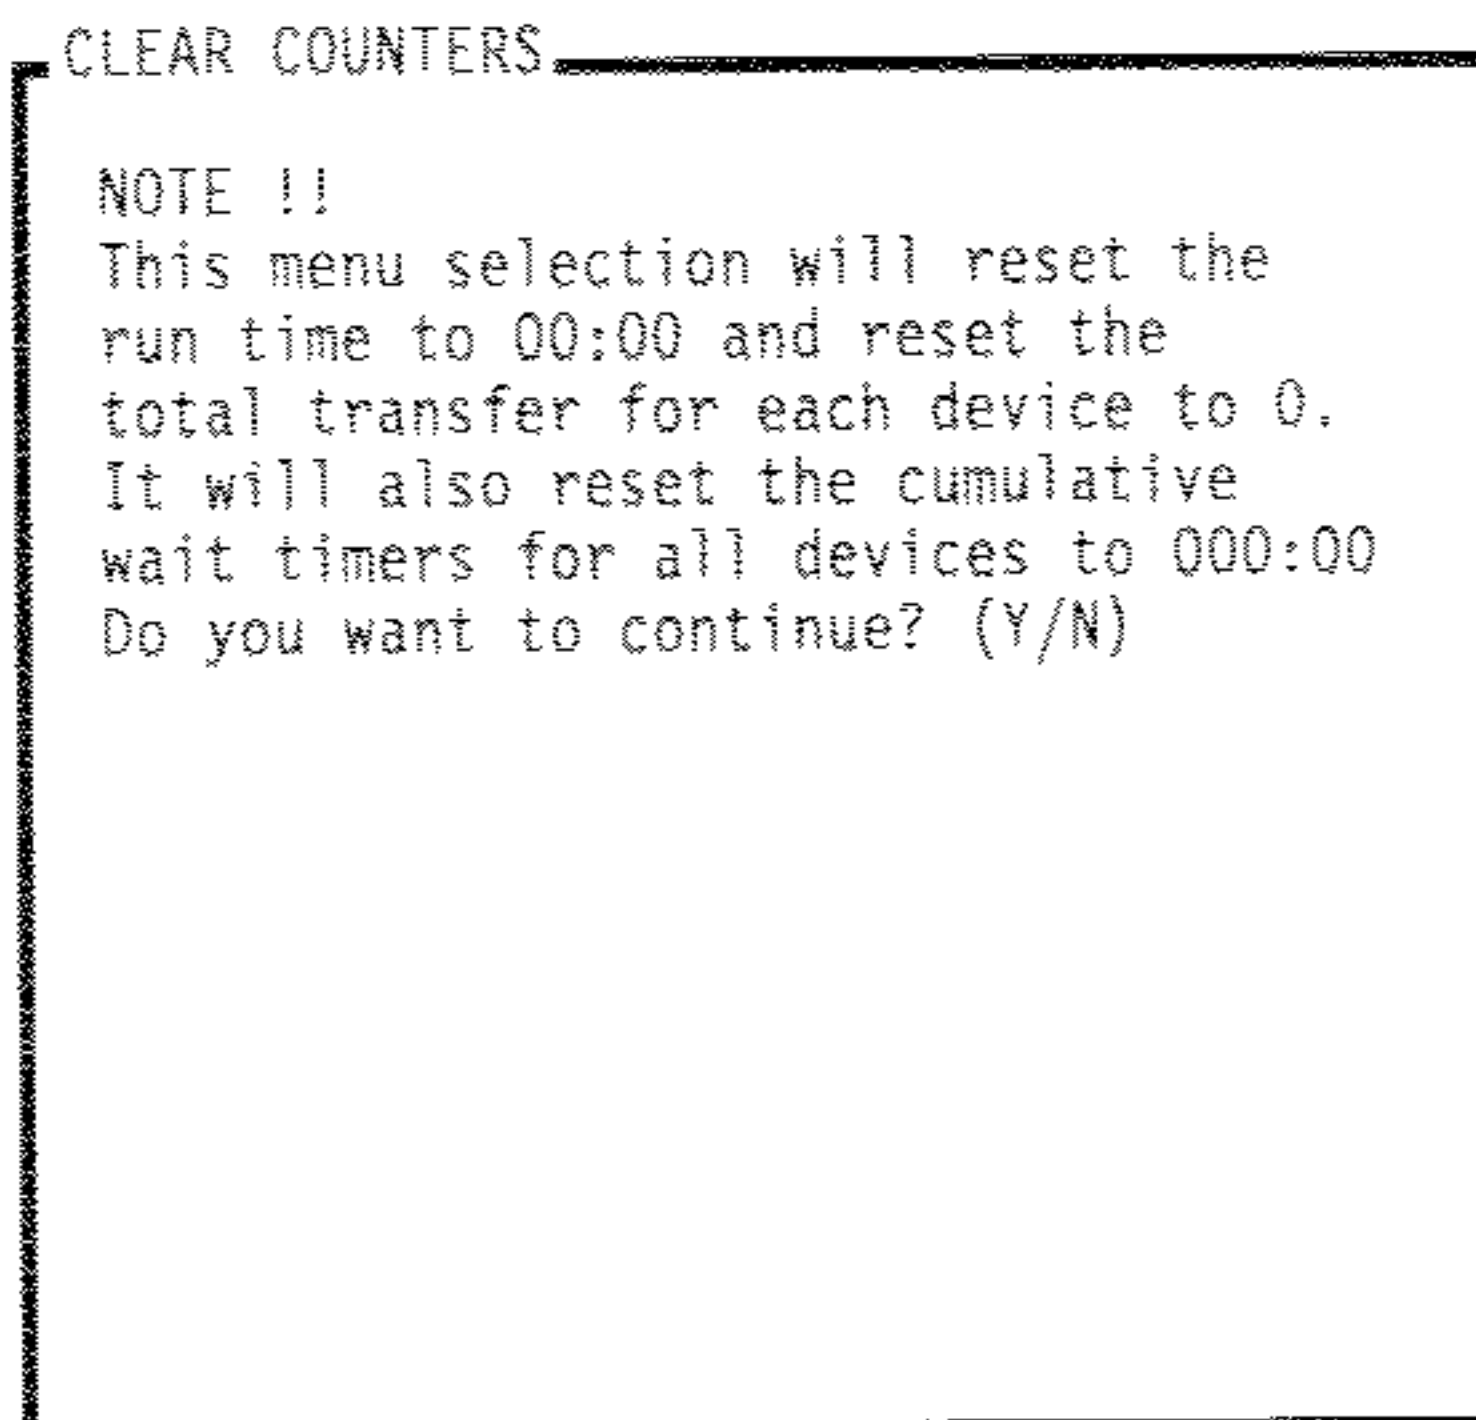 CLEAR COUNTERS
NOTE !!
This menu selection will reset the
run time to 00:00 and reset the
total transfer for each device to 0.
It will also reset the cumulative
wait timers for all devices to 000:00
Do you want to continue? (Y/N)